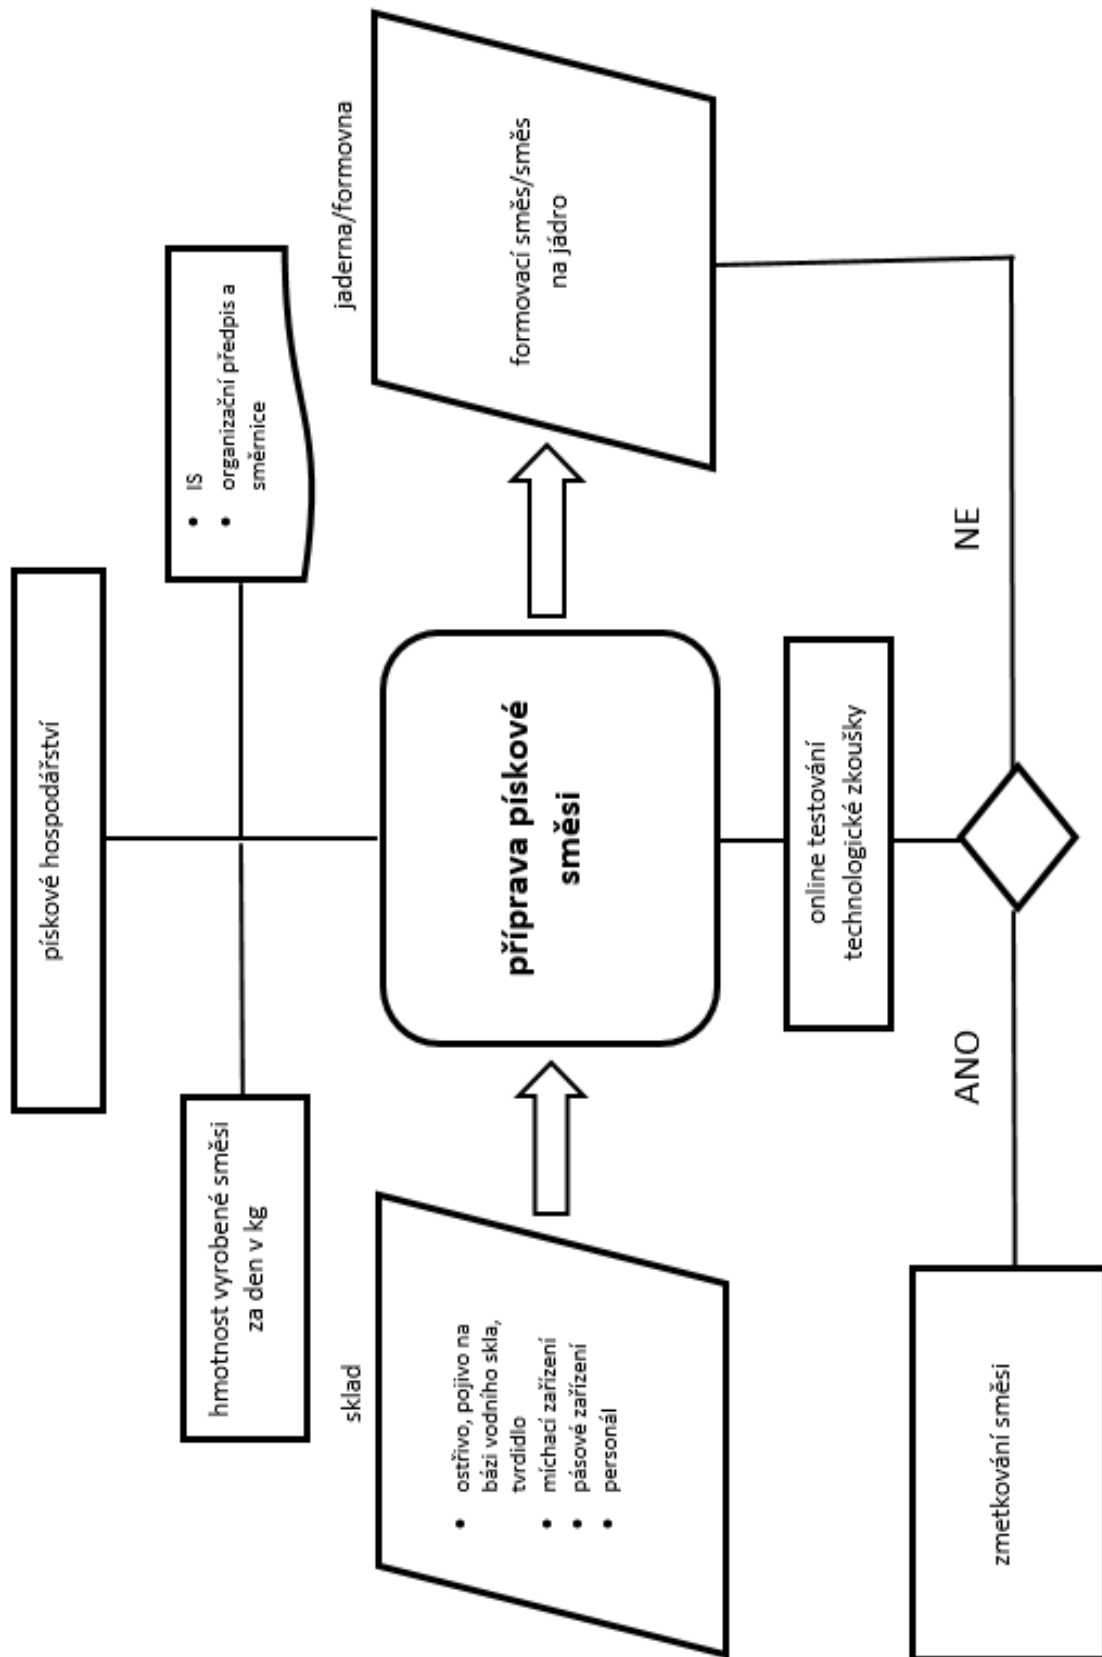 pískové hospodářství
hmotnost vyrobené směsi
za den v kg
• IS
• organizační předpis a
směrnice
sklad
• ostřivo, pojivo na
bázi vodního skla,
tvrdidlo
• míchací zařízení
• pásové zařízení
• personál
příprava pískové
směsi
jaderna/formovna
formovací směs/směs
na jádro
online testování
technologické zkoušky
ANO
NE
zmetkování směsi